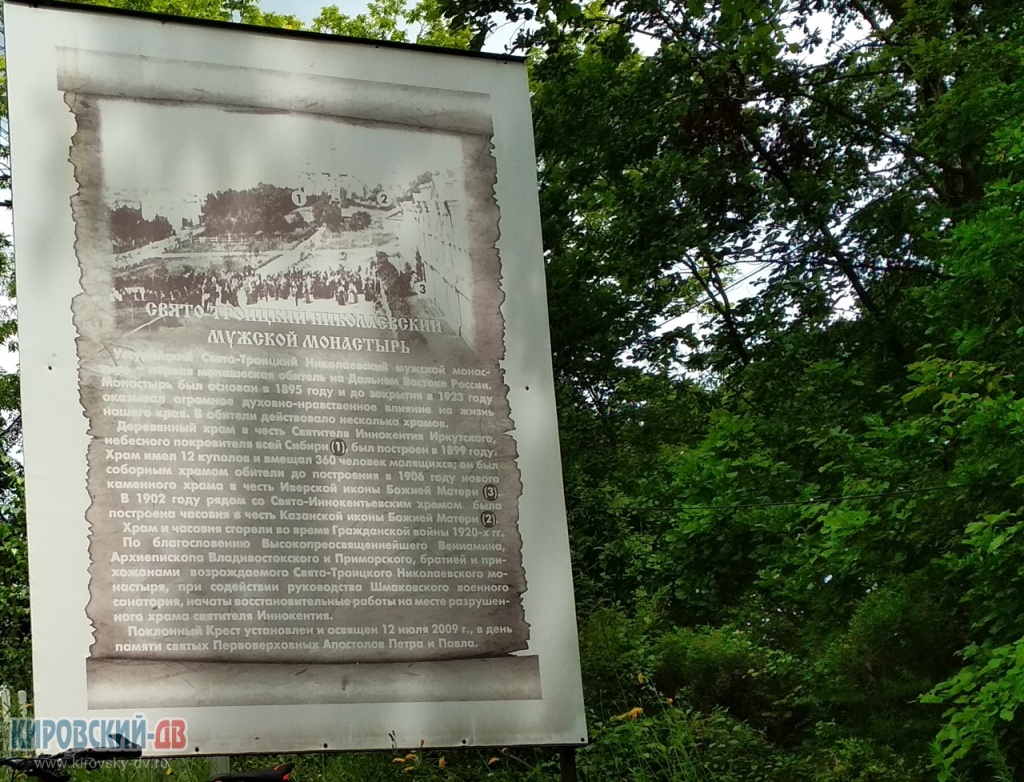 1
2
3
СВЯТО-ТРОИЦКИЙ НИКОЛАЕВСКИЙ
МУЖСКОЙ МОНАСТЫРЬ
Свято-Троицкий Николаевский мужской монас-
первая монашеская обитель на Дальнем Востоке России.
Монастырь был основан в 1895 году и до закрытия в 1923 году
оказывал огромное духовно-нравственное влияние на жизнь
нашего края. В обители действовало несколько храмов.
Деревянный храм в честь Святителя Иннокентия Иркутского,
небесного покровителя всей Сибири (1), был построен в 1899 году.
Храм имел 12 куполов и вмещал 360 человек молящихся; он был
соборным храмом обители до построения в 1906 году нового
каменного храма в честь Иверской иконы Божией Матери (3).
В 1902 году рядом со Свято-Иннокентьевским храмом была
построена часовня в честь Казанской иконы Божией Матери (2).
Храм и часовня сгорели во время Гражданской войны 1920-х гг.
По благословению Высокопреосвященнейшего Вениамина,
Архиепископа Владивостокского и Приморского, братией и при-
хожанами возрождаемого Свято-Троицкого Николаевского мо-
настыря, при содействии руководства Шмаковского военного
санатория, начаты восстановительные работы на месте разрушен-
ного храма святителя Иннокентия.
Поклонный Крест установлен и освящен 12 июля 2009 г., в день
памяти святых Первоверховных Апостолов Петра и Павла.
КИРОВСКИЙ-ДВ
www.kirovsky-dv.ru